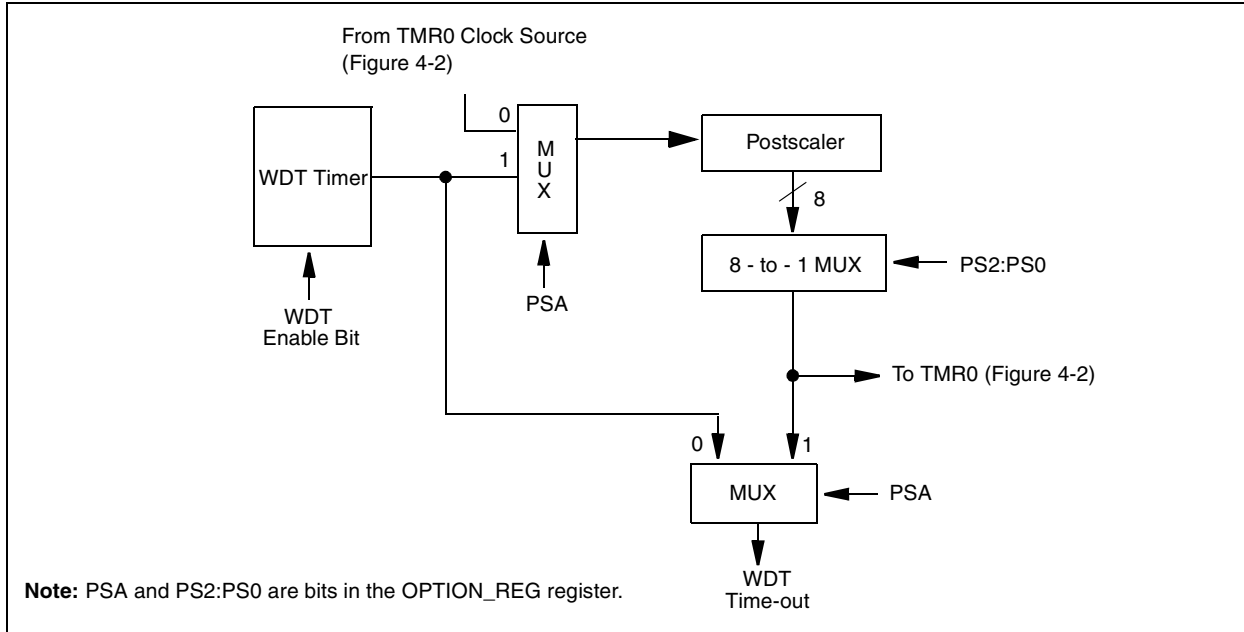 From TMR0 Clock Source
(Figure 4-2)
0
1
M
U
X
Postscaler
WDT Timer
8
8 - to - 1 MUX
PS2:PS0
PSA
WDT
Enable Bit
To TMR0 (Figure 4-2)
0
1
MUX
PSA
WDT
Time-out
Note: PSA and PS2:PS0 are bits in the OPTION_REG register.